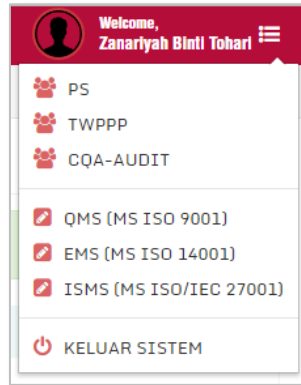 Welcome,
Zanariyah Binti Tohari
PS
TWPPP
CQA-AUDIT
QMS (MS ISO 9001)
EMS (MS ISO 14001)
ISMS (MS ISO/IEC 27001)
KELUAR SISTEM